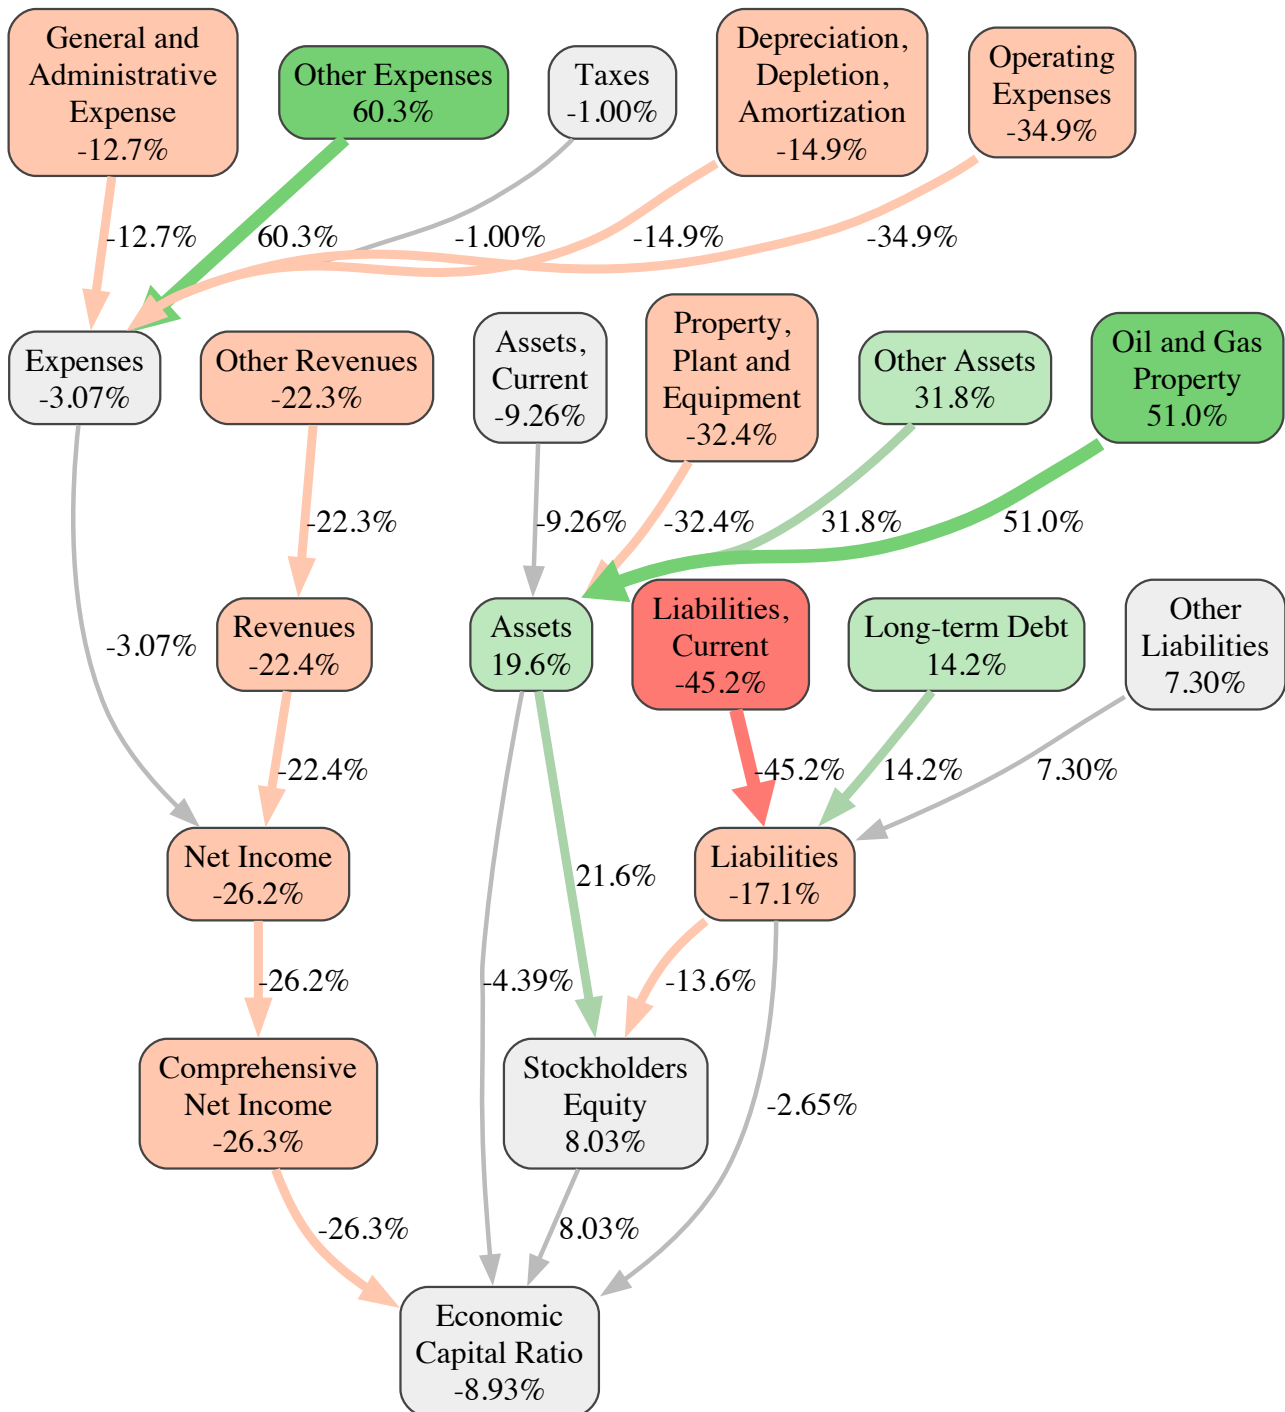 General and
Administrative
Expense
-12.7%
Other Expenses
60.3%
Taxes
-1.00%
Depreciation,
Depletion,
Amortization
-14.9%
Operating
Expenses
-34.9%
-12.7%
60.3%
-1.00%
-14.9%
-34.9%
Expenses
-3.07%
Other Revenues
-22.3%
Assets,
Current
-9.26%
Property,
Plant and
Equipment
-32.4%
Other Assets
31.8%
Oil and Gas
Property
51.0%
-22.3%
-9.26%
-32.4%
31.8%
51.0%
-3.07%
Revenues
-22.4%
Assets
19.6%
Liabilities,
Current
-45.2%
Long-term Debt
14.2%
Other
Liabilities
7.30%
-22.4%
-45.2%
14.2%
7.30%
Net Income
-26.2%
21.6%
Liabilities
-17.1%
-26.2%
-4.39%
-13.6%
Comprehensive
Net Income
-26.3%
Stockholders
Equity
8.03%
-2.65%
-26.3%
8.03%
Economic
Capital Ratio
-8.93%